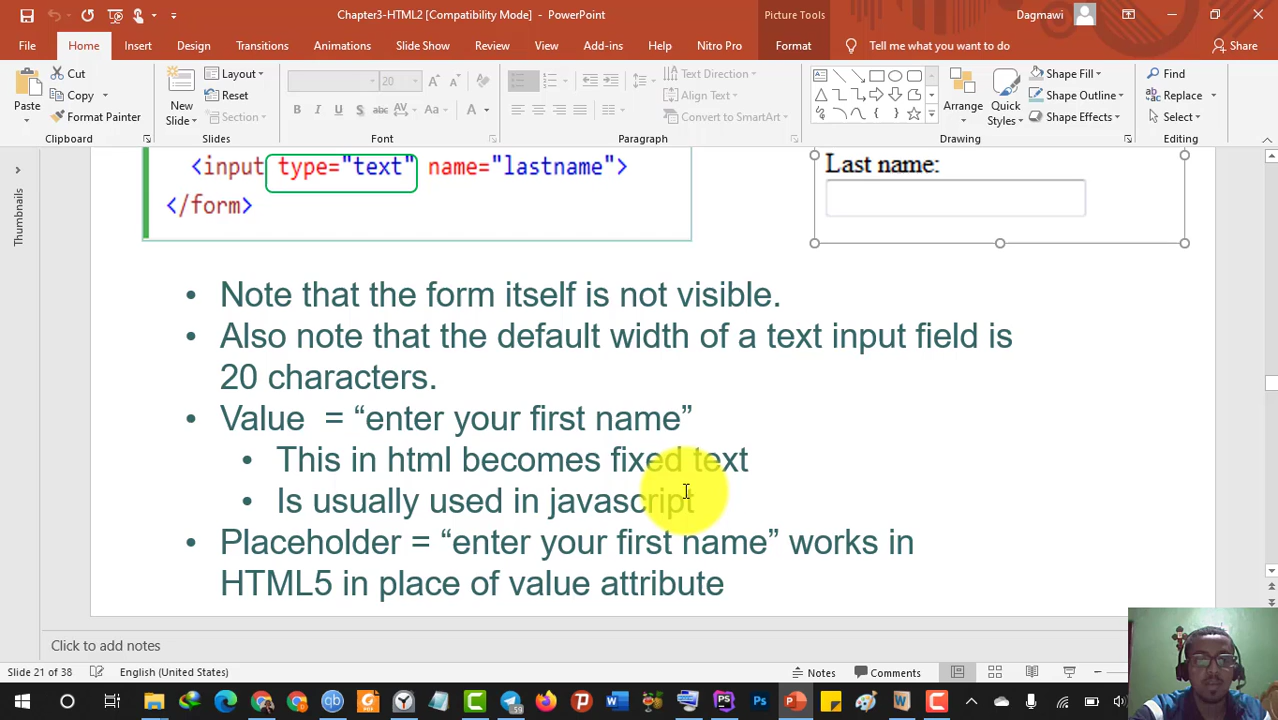 Chapter3-HTML2 [Compatibility Mode] - PowerPoint
Picture Tools
Dagmawi
File Home Insert Design Transitions Animations Slide Show Review View Add-ins Help Nitro Pro Format Tell me what you want to do Share
Paste
Cut
Copy
Format Painter
Clipboard
New
Slide
Layout
Reset
Section
Slides
20
B I U S abc AV Aa A
Font
Text Direction
Align Text
Convert to SmartArt
Paragraph
Arrange
Quick
Styles
Shape Fill
Shape Outline
Shape Effects
Drawing
Find
Replace
Select
Editing
Thumbnails
<input type="text" name="lastname">
</form>
Last name:
• Note that the form itself is not visible.
• Also note that the default width of a text input field is
20 characters.
• Value = “enter your first name”
• This in html becomes fixed text
• Is usually used in javascript
• Placeholder = “enter your first name” works in
HTML5 in place of value attribute
Click to add notes
Slide 21 of 38 English (United States) Notes Comments